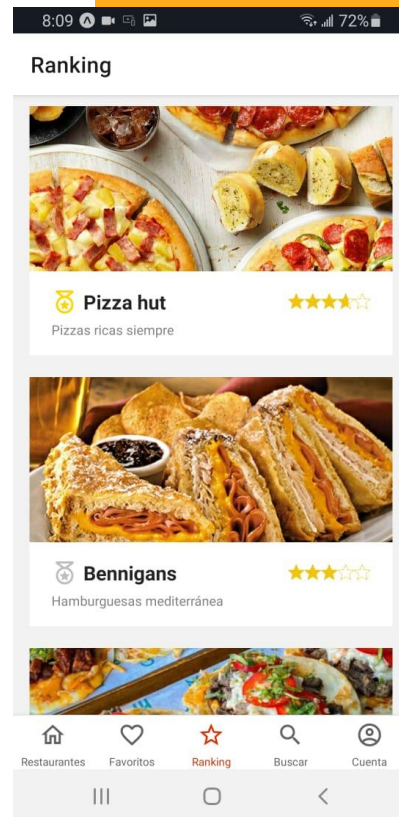 8:09 72%
Ranking
Pizza hut
Pizzas ricas siempre
Bennigans
Hamburguesas mediterránea
Restaurantes Favoritos Ranking Buscar Cuenta